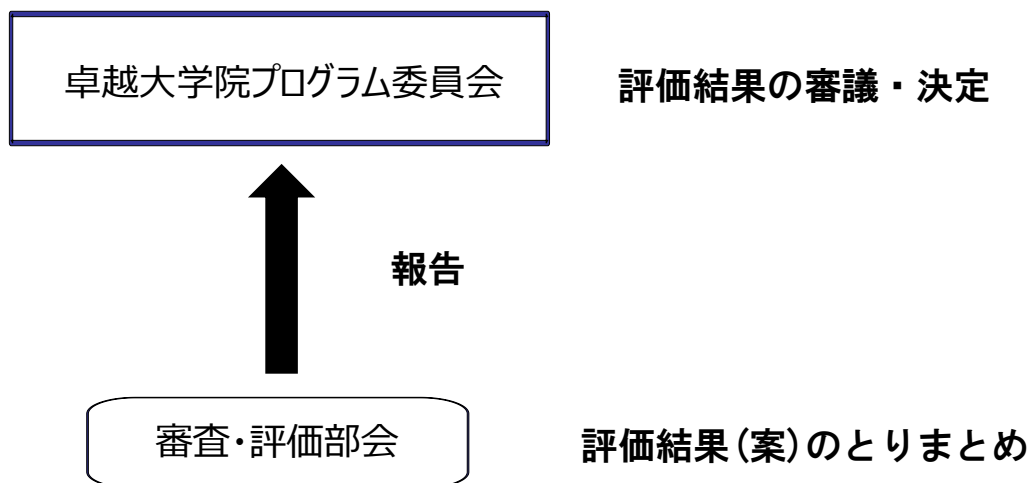 卓越大学院プログラム委員会
評価結果の審議・決定
報告
審査・評価部会
評価結果(案)のとりまとめ